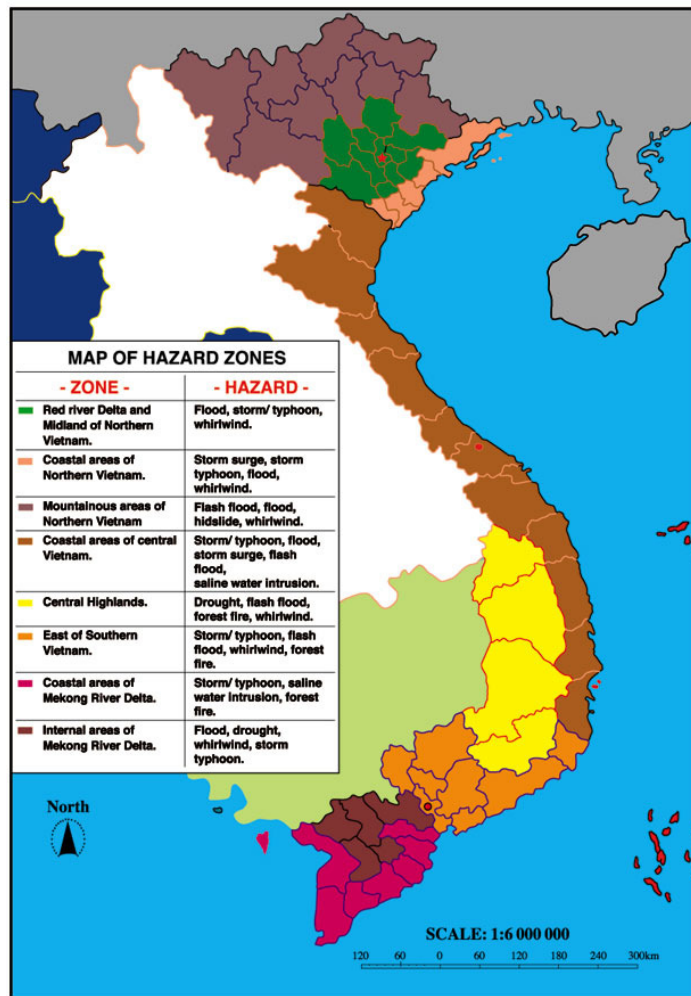 MAP OF HAZARD ZONES
- ZONE -
- HAZARD -
Red river Delta and
Midland of Northern
Vietnam.
Flood, storm/ typhoon,
whirlwind.
Coastal areas of
Northern Vietnam.
Storm surge, storm
typhoon, flood,
whirlwind.
Mountainous areas of
Northern Vietnam
Flash flood, flood,
hidslide, whirlwind.
Coastal areas of central
Vietnam.
Storm/ typhoon, flood,
storm surge, flash
flood,
saline water intrusion.
Central Highlands.
Drought, flash flood,
forest fire, whirlwind.
East of Southern
Vietnam.
Storm/ typhoon, flash
flood, whirlwind, forest
fire.
Coastal areas of
Mekong River Delta.
Storm/ typhoon, saline
water intrusion, forest
fire.
Internal areas of
Mekong River Delta.
Flood, drought,
whirlwind, storm
typhoon.
North
SCALE: 1:6 000 000
120 60 0 60 120 180 240 300km